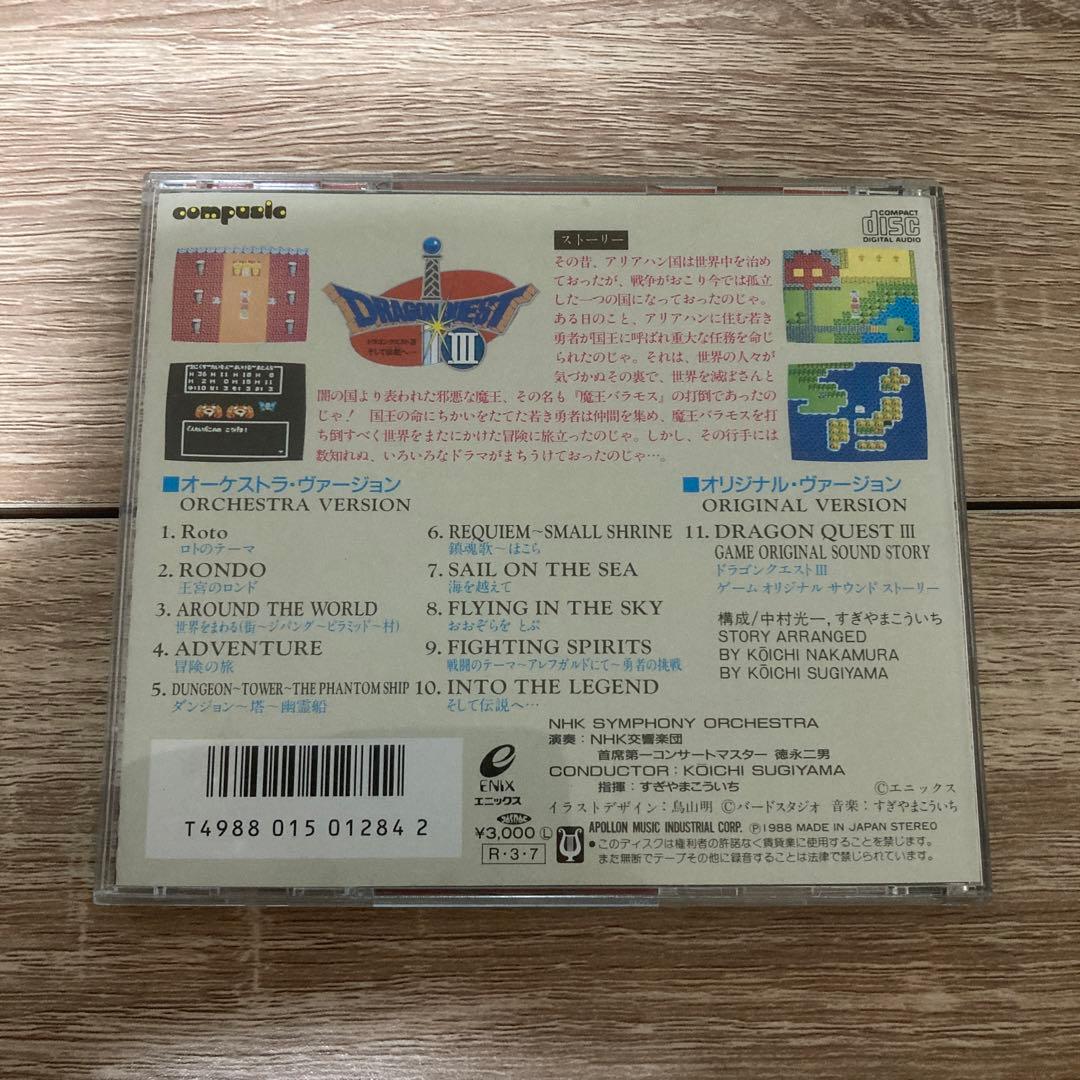 compusic
COMPACT
disc
DIGITAL AUDIO
DRAGON QUEST
III
ドラゴンクエストIII
そして伝説へ…
ストーリー
その昔、アリアハン国は世界中を治め
ておったが、戦争がおこり今では孤立
した一つの国になっておったのじゃ。
ある日のこと、アリアハンに住む若き
勇者が国王に呼ばれ重大な任務を命
じられたのじゃ。それは、世界の人々が
気づかぬその裏で、世界を滅ぼさんと
闇の国より表われた邪悪な魔王、その名も『魔王バラモス』の打倒であったの
じゃ! 国王の命にちかいをたてた若き勇者は仲間を集め、魔王バラモスを打
ち倒すべく世界をまたにかけた冒険に旅立ったのじゃ。しかし、その行手には
数知れぬ、いろいろなドラマがまちうけておったのじゃ…。
■オーケストラ・ヴァージョン
ORCHESTRA VERSION
1. Roto
ロトのテーマ
2. RONDO
王宮のロンド
3. AROUND THE WORLD
世界をまわる(街〜ジパング〜ピラミッド〜村)
4. ADVENTURE
冒険の旅
5. DUNGEON~TOWER~THE PHANTOM SHIP
ダンジョン〜塔〜幽霊船
6. REQUIEM~SMALL SHRINE
鎮魂歌〜ほこら
7. SAIL ON THE SEA
海を越えて
8. FLYING IN THE SKY
おおぞらを とぶ
9. FIGHTING SPIRITS
戦闘のテーマ〜アレフガルドにて〜勇者の挑戦
10. INTO THE LEGEND
そして伝説へ…
■オリジナル・ヴァージョン
ORIGINAL VERSION
11. DRAGON QUEST III
GAME ORIGINAL SOUND STORY
ドラゴンクエストIII
ゲーム オリジナル サウンド ストーリー
構成/中村光一, すぎやまこういち
STORY ARRANGED
BY KŌICHI NAKAMURA
BY KŌICHI SUGIYAMA
NHK SYMPHONY ORCHESTRA
演奏:NHK交響楽団
首席第一コンサートマスター 徳永二男
CONDUCTOR:KŌICHI SUGIYAMA
指揮:すぎやまこういち
Ⓒエニックス
イラストデザイン:鳥山明 Ⓒバードスタジオ 音楽:すぎやまこういち
T4988 015 01284 2
ENIX
エニックス
¥3,000 Ⓛ
R・3・7
APOLLON MUSIC INDUSTRIAL CORP. Ⓟ1988 MADE IN JAPAN STEREO
●このディスクは権利者の許諾なく賃貸業に使用することを禁じます。
また無断でテープその他に録音することは法律で禁じられています。